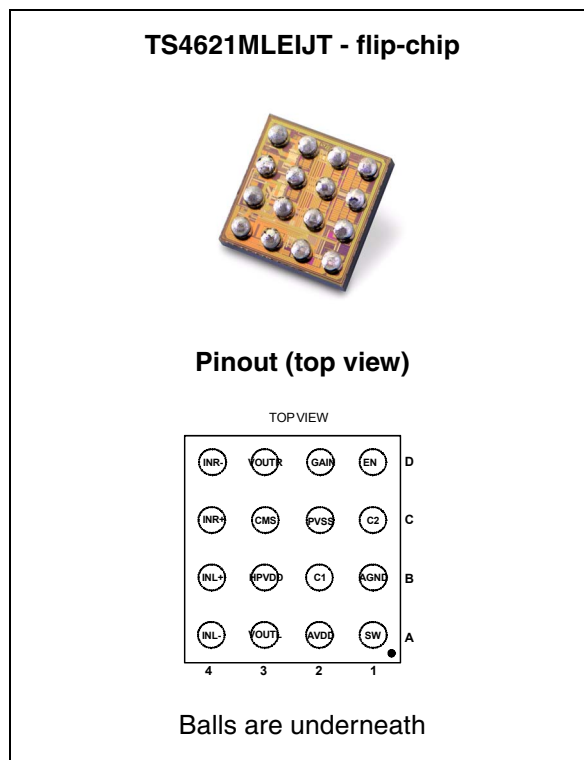 TS4621MLEIJT - flip-chip
Pinout (top view)
TOP VIEW
INR- VOUTR GAIN EN D
INR+ CMS PVSS C2 C
INL+ HPVDD C1 AGND B
INL- VOUTL AVDD SW A
4 3 2 1
Balls are underneath